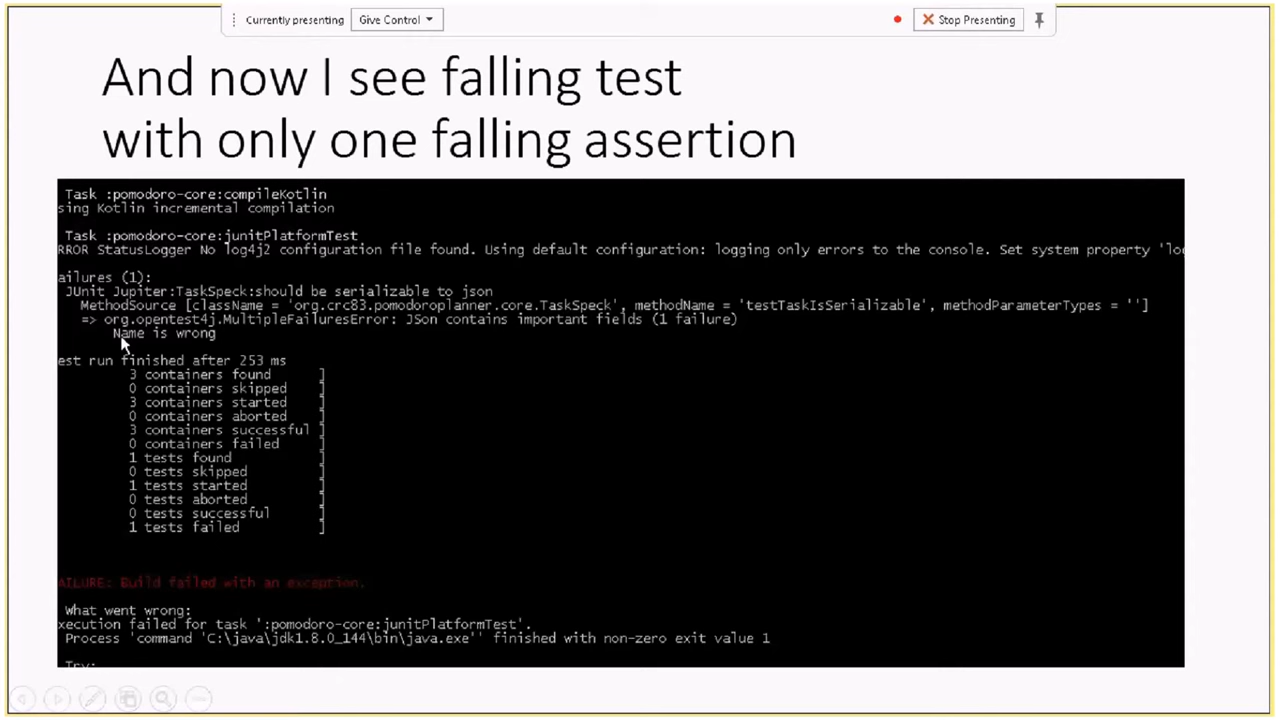 Currently presenting
Give Control
Stop Presenting
And now I see falling test
with only one falling assertion
Task :pomodoro-core:compileKotlin
sing Kotlin incremental compilation
Task :pomodoro-core:junitPlatformTest
RROR StatusLogger No log4j2 configuration file found. Using default configuration: logging only errors to the console. Set system property 'lo
ailures (1):
JUnit Jupiter:TaskSpeck:should be serializable to json
MethodSource [className = 'org.crc83.pomodoroplanner.core.TaskSpeck', methodName = 'testTaskIsSerializable', methodParameterTypes = '']
=> org.opentest4j.MultipleFailuresError: JSon contains important fields (1 failure)
Name is wrong
est run finished after 253 ms
3 containers found ]
0 containers skipped ]
3 containers started ]
0 containers aborted ]
3 containers successful ]
0 containers failed ]
1 tests found ]
0 tests skipped ]
1 tests started ]
0 tests aborted ]
0 tests successful ]
1 tests failed ]
AILURE: Build failed with an exception.
What went wrong:
xecution failed for task ':pomodoro-core:junitPlatformTest'.
Process 'command 'C:\java\jdk1.8.0_144\bin\java.exe'' finished with non-zero exit value 1
Try: